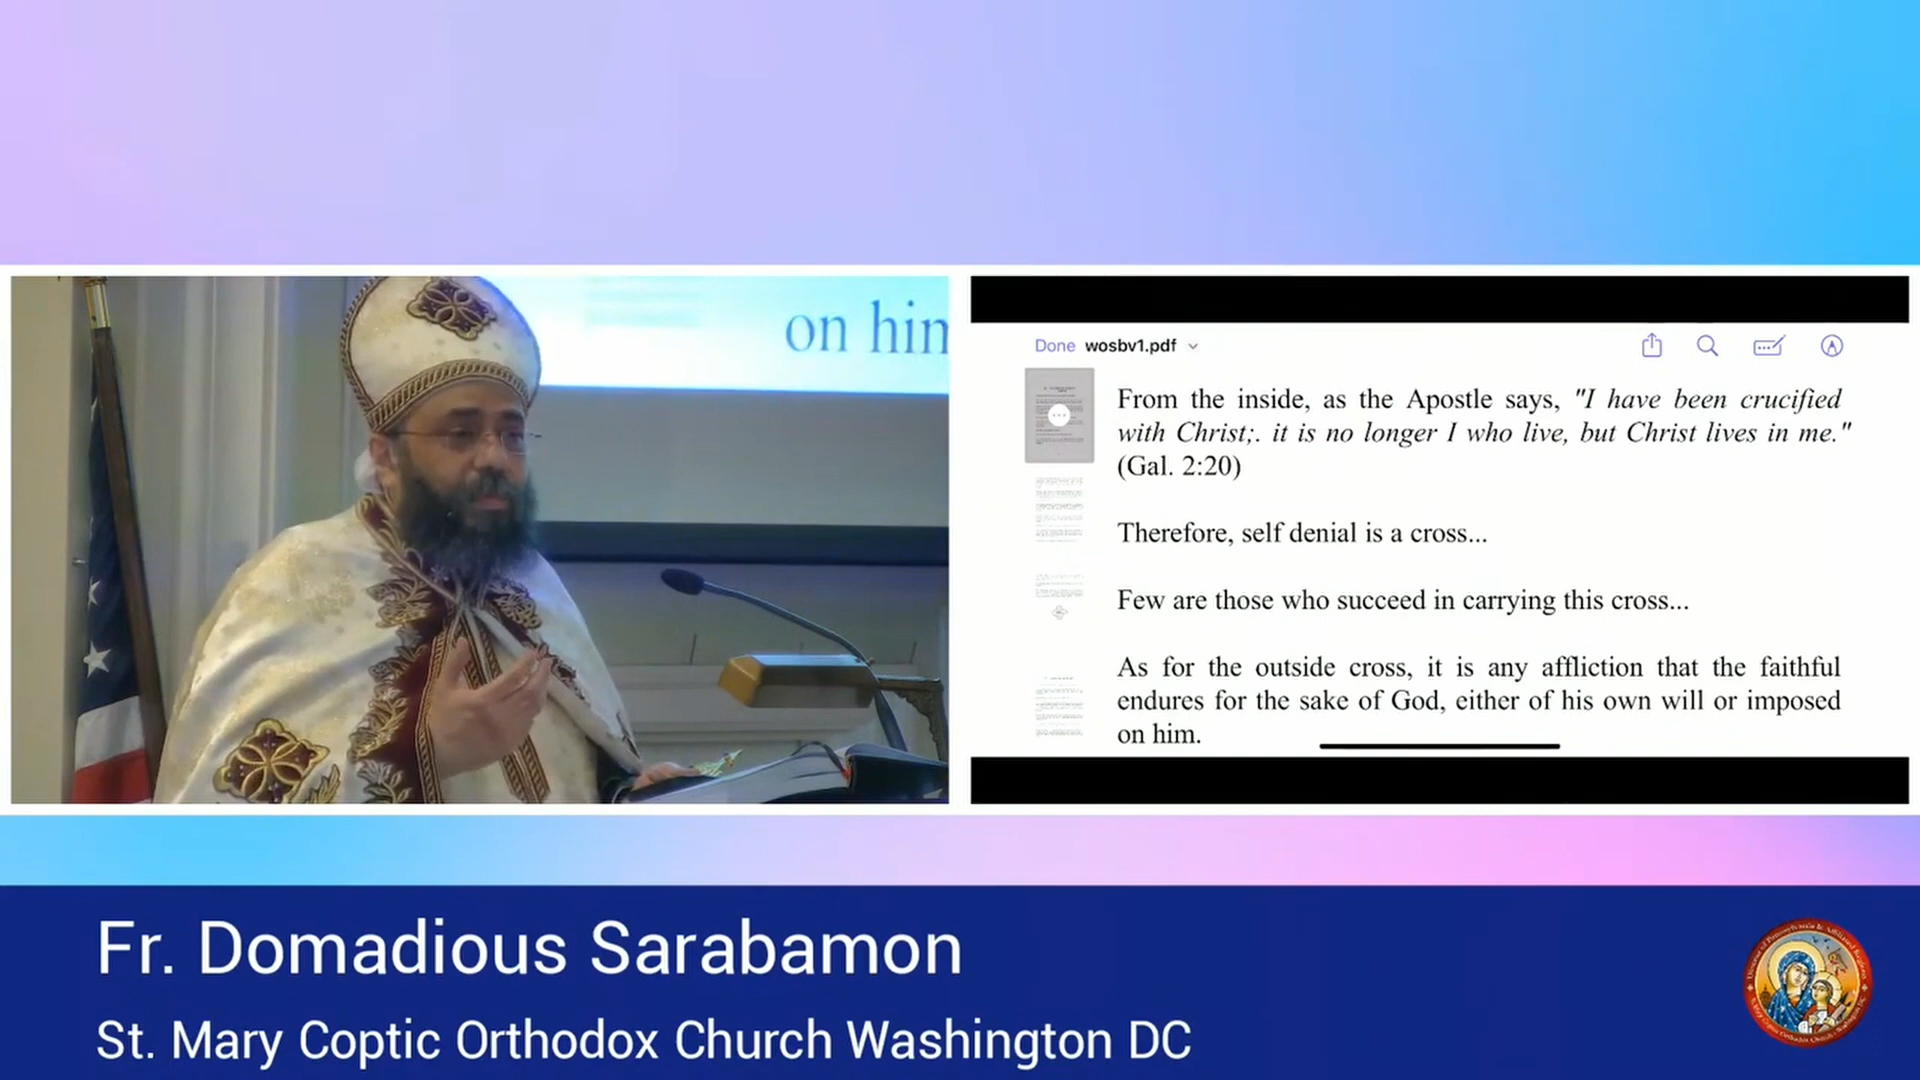 on him
Done wosbv1.pdf
From the inside, as the Apostle says, "I have been crucified
with Christ;. it is no longer I who live, but Christ lives in me."
(Gal. 2:20)
Therefore, self denial is a cross...
Few are those who succeed in carrying this cross...
As for the outside cross, it is any affliction that the faithful
endures for the sake of God, either of his own will or imposed
on him.
Fr. Domadious Sarabamon
St. Mary Coptic Orthodox Church Washington DC